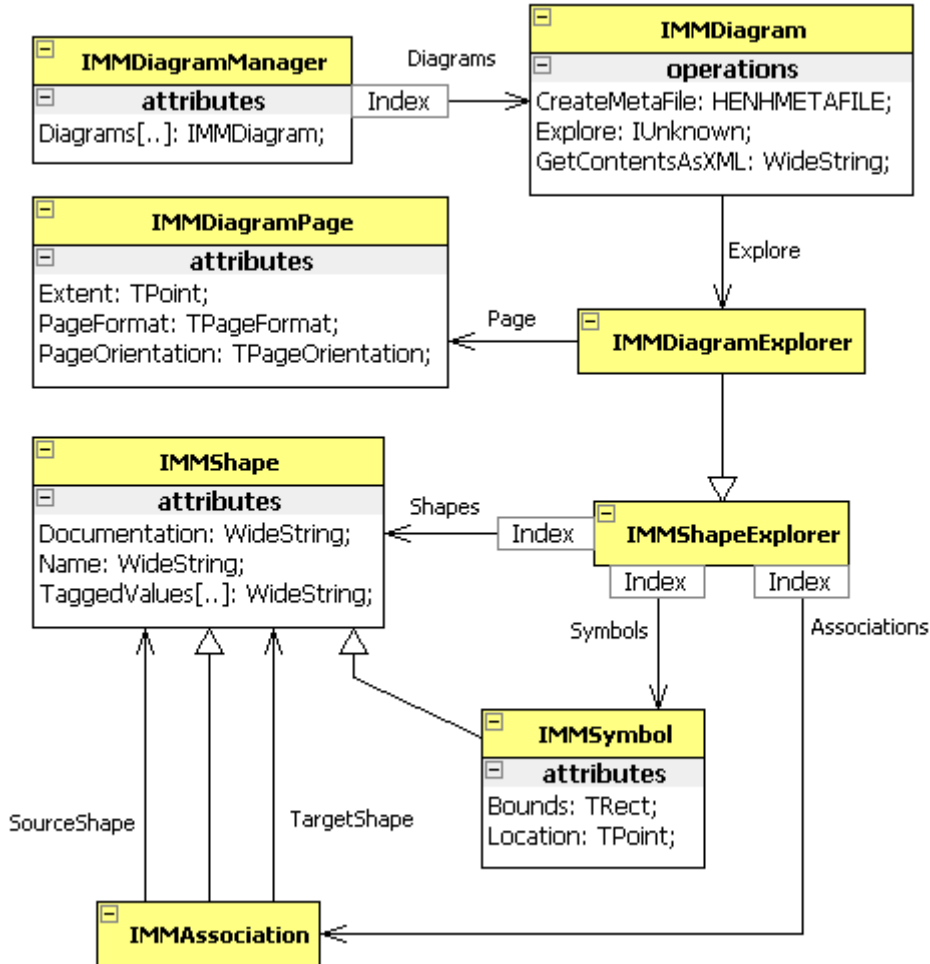 IMMDiagramManager
attributes
Diagrams[..]: IMMDiagram;
Index
Diagrams
IMMDiagram
operations
CreateMetaFile: HENHMETAFILE;
Explore: IUnknown;
GetContentsAsXML: WideString;
Explore
IMMDiagramPage
attributes
Extent: TPoint;
PageFormat: TPageFormat;
PageOrientation: TPageOrientation;
Page
IMMDiagramExplorer
IMMShape
attributes
Documentation: WideString;
Name: WideString;
TaggedValues[..]: WideString;
Shapes
Index
IMMShapeExplorer
Index
Index
Symbols
Associations
IMMSymbol
attributes
Bounds: TRect;
Location: TPoint;
SourceShape
TargetShape
IMMAssociation